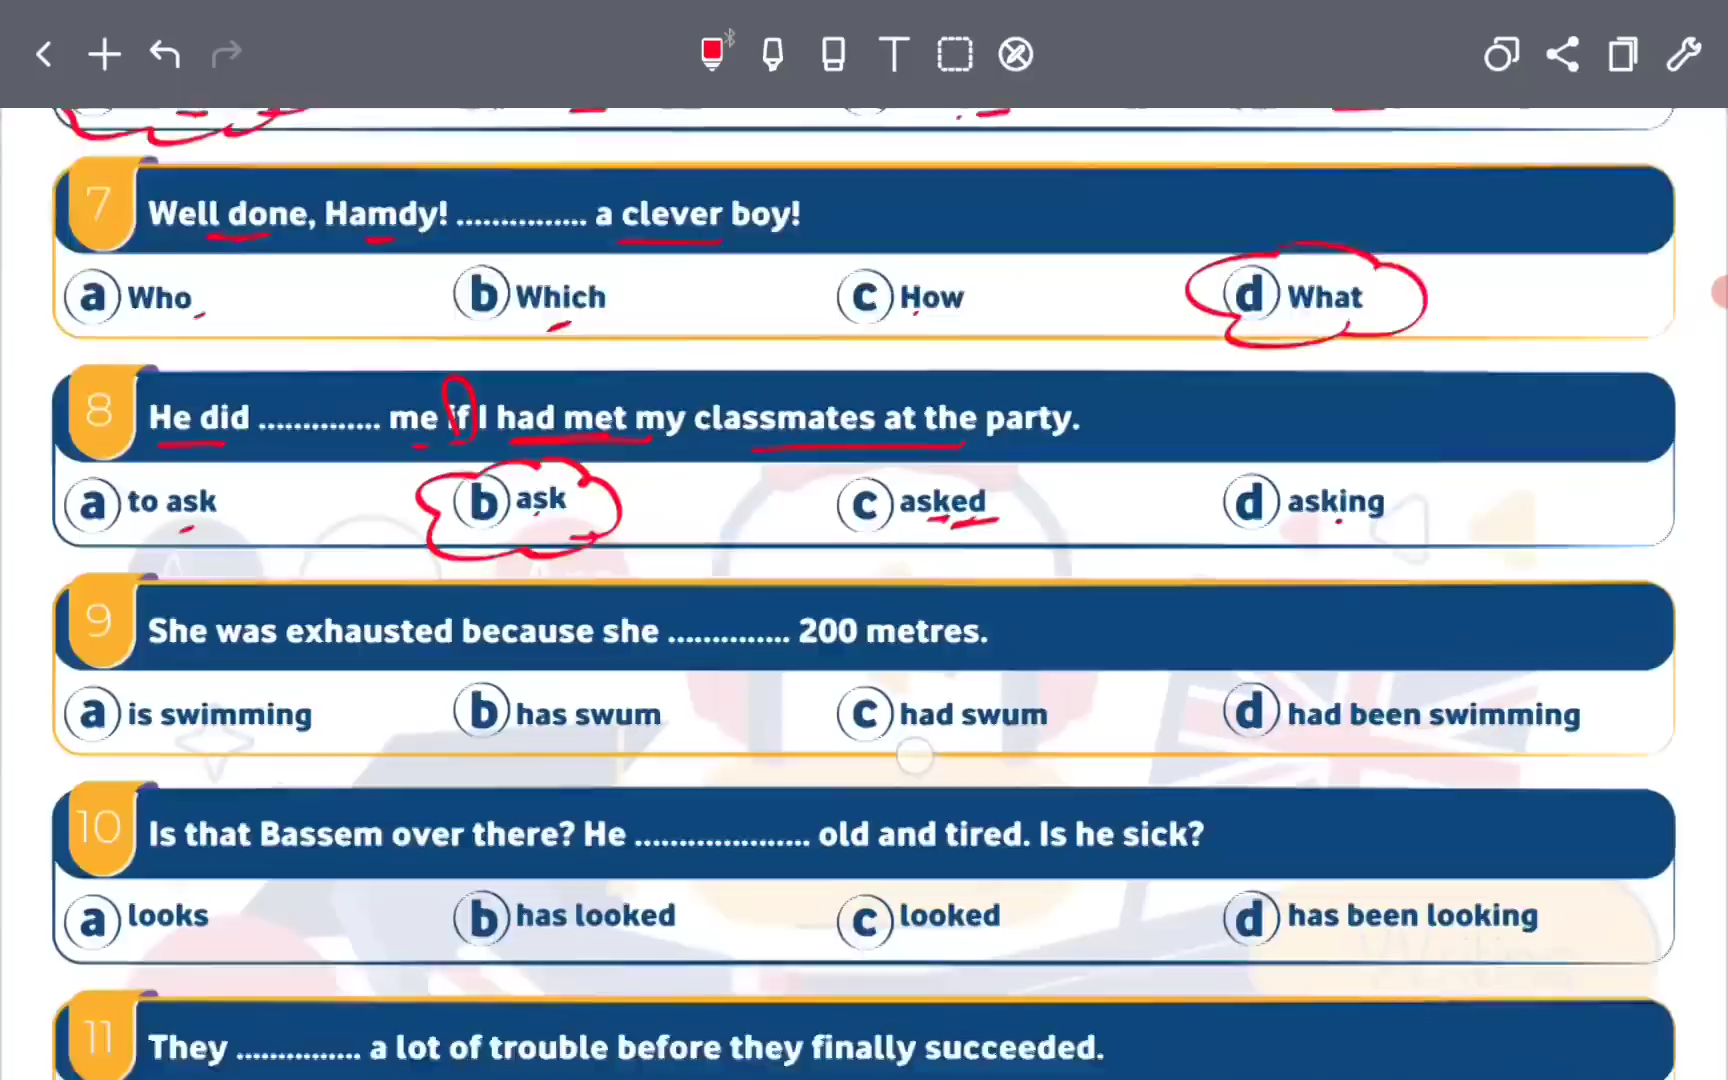 7
Well done, Hamdy! ............... a clever boy!
a Who
b Which
c How
d What
8
He did .............. me if I had met my classmates at the party.
a to ask
b ask
c asked
d asking
9
She was exhausted because she .............. 200 metres.
a is swimming
b has swum
c had swum
d had been swimming
10
Is that Bassem over there? He .................... old and tired. Is he sick?
a looks
b has looked
c looked
d has been looking
11
They ............... a lot of trouble before they finally succeeded.